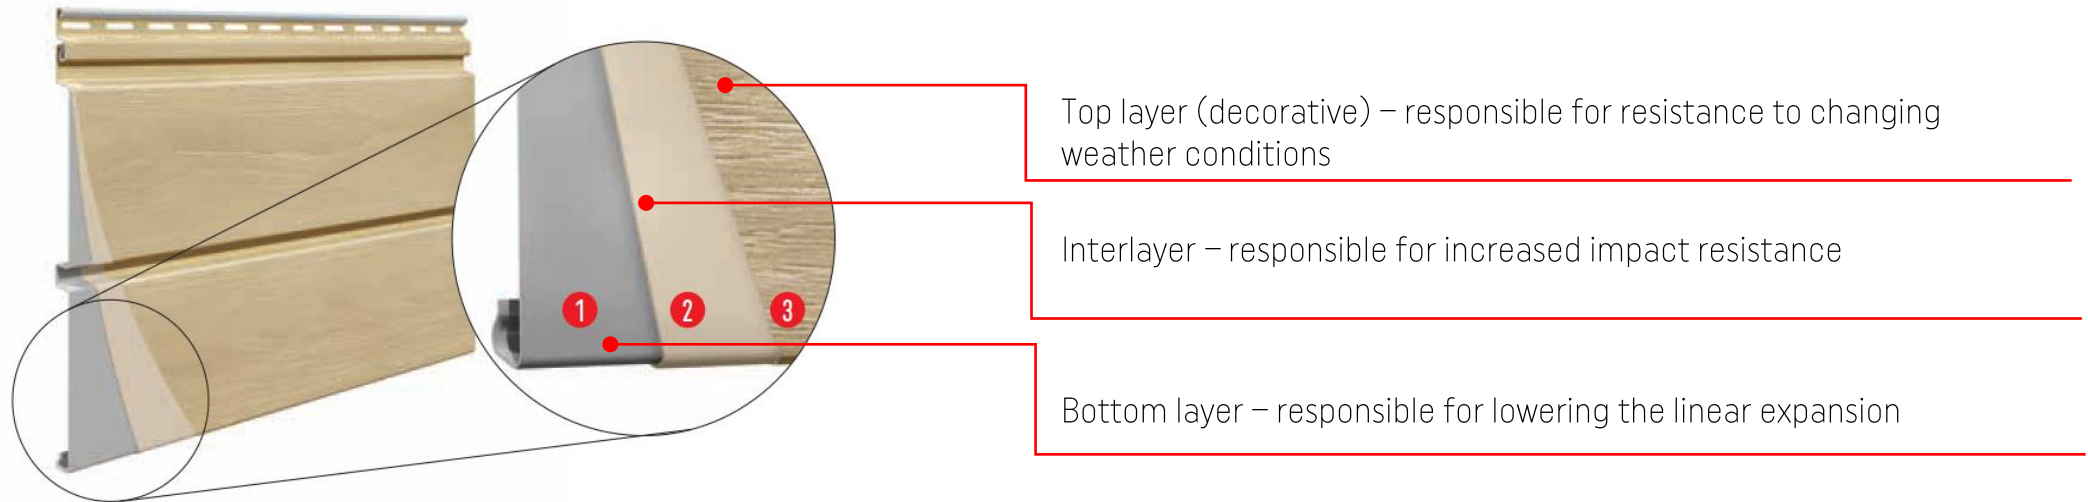 Top layer (decorative) – responsible for resistance to changing
weather conditions
Interlayer – responsible for increased impact resistance
1 2 3
Bottom layer – responsible for lowering the linear expansion